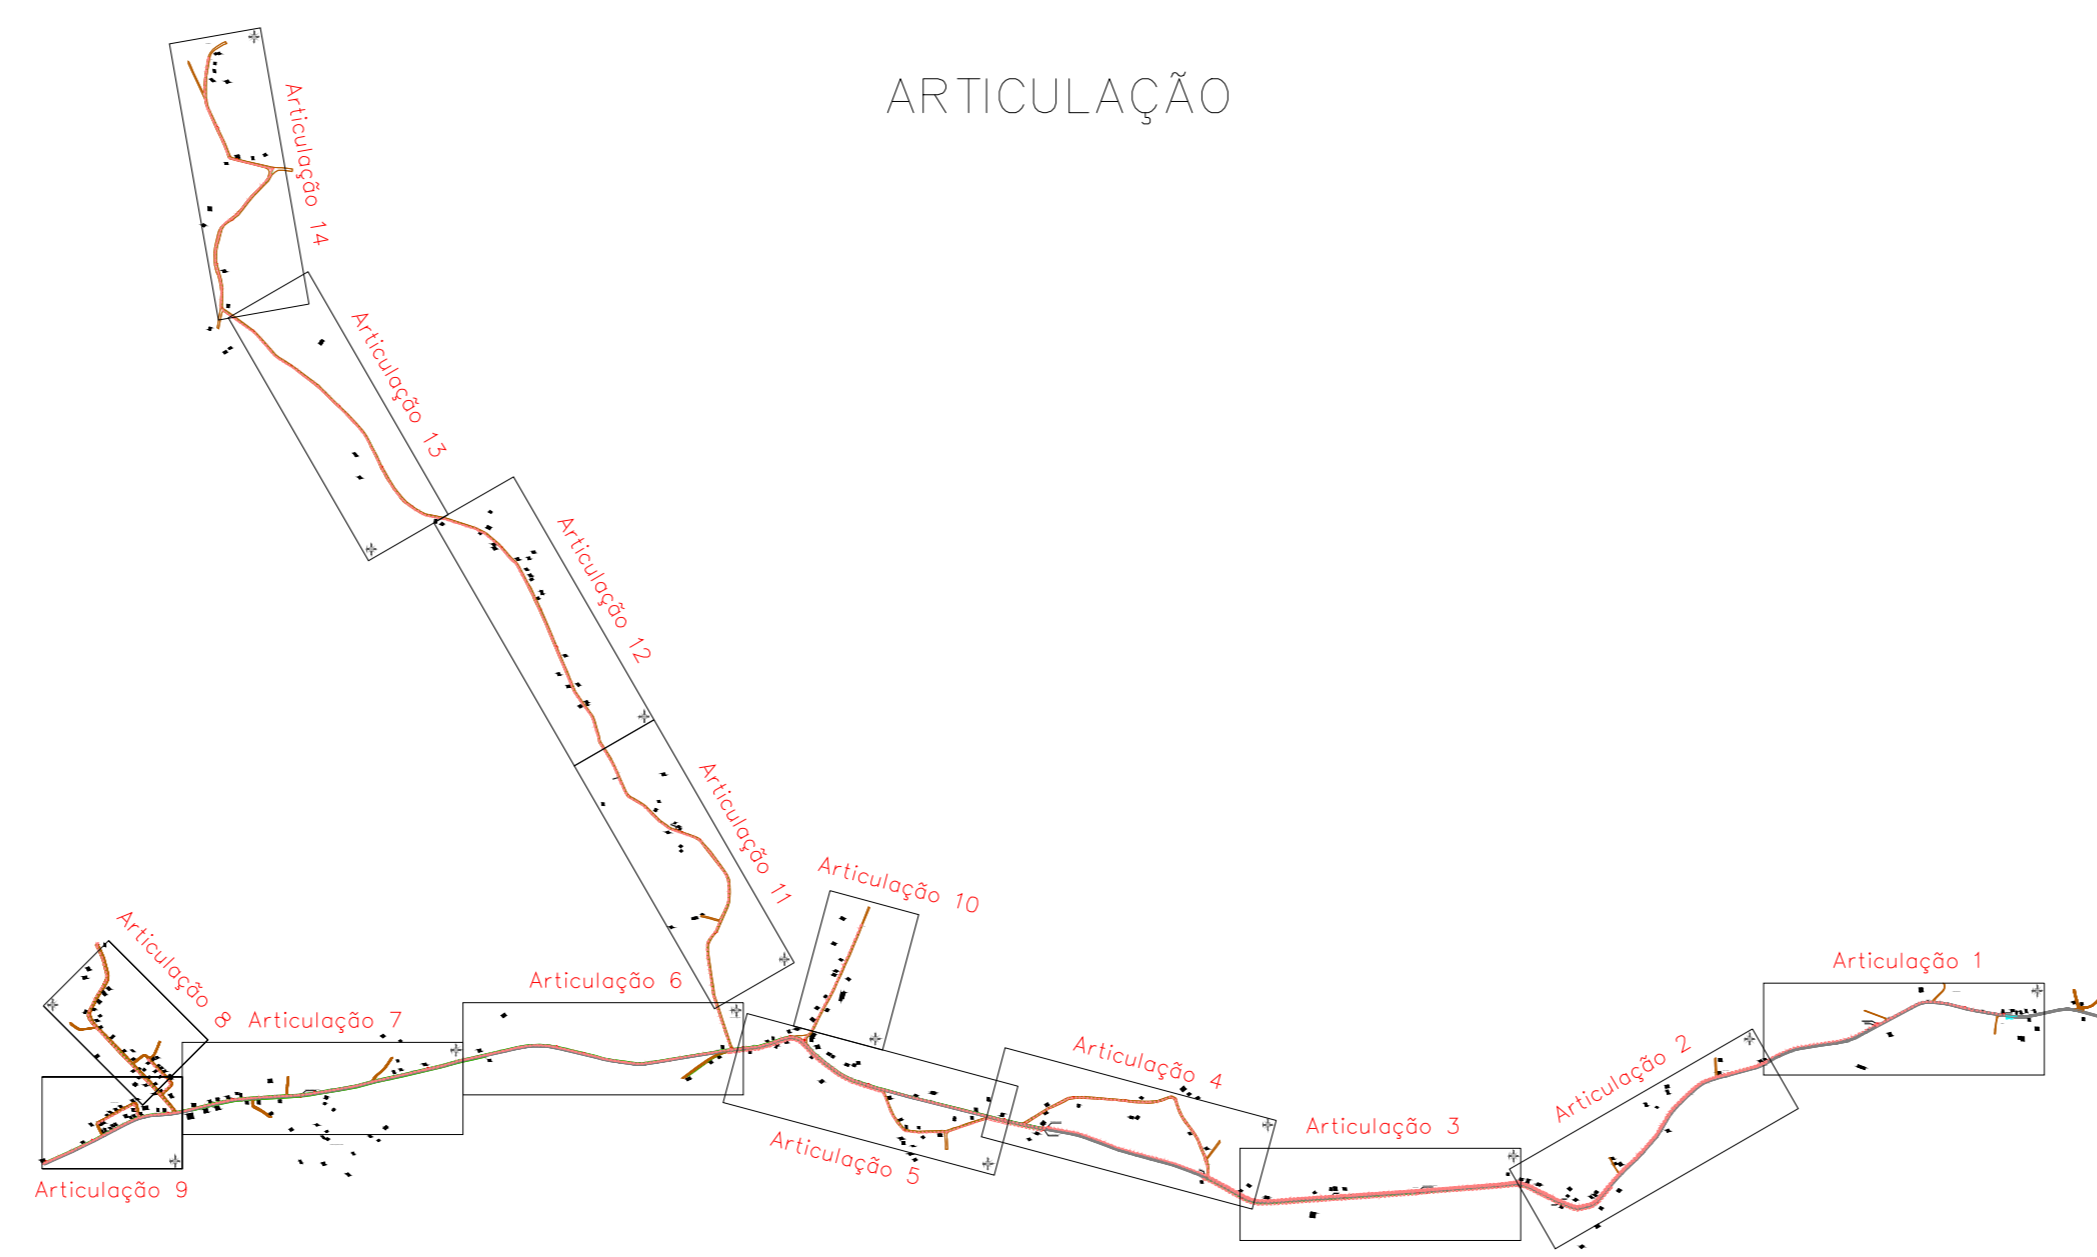 ARTICULAÇÃO
Articulação 14
Articulação 13
Articulação 12
Articulação 11
Articulação 10
Articulação 8
Articulação 7
Articulação 6
Articulação 9
Articulação 5
Articulação 4
Articulação 3
Articulação 2
Articulação 1